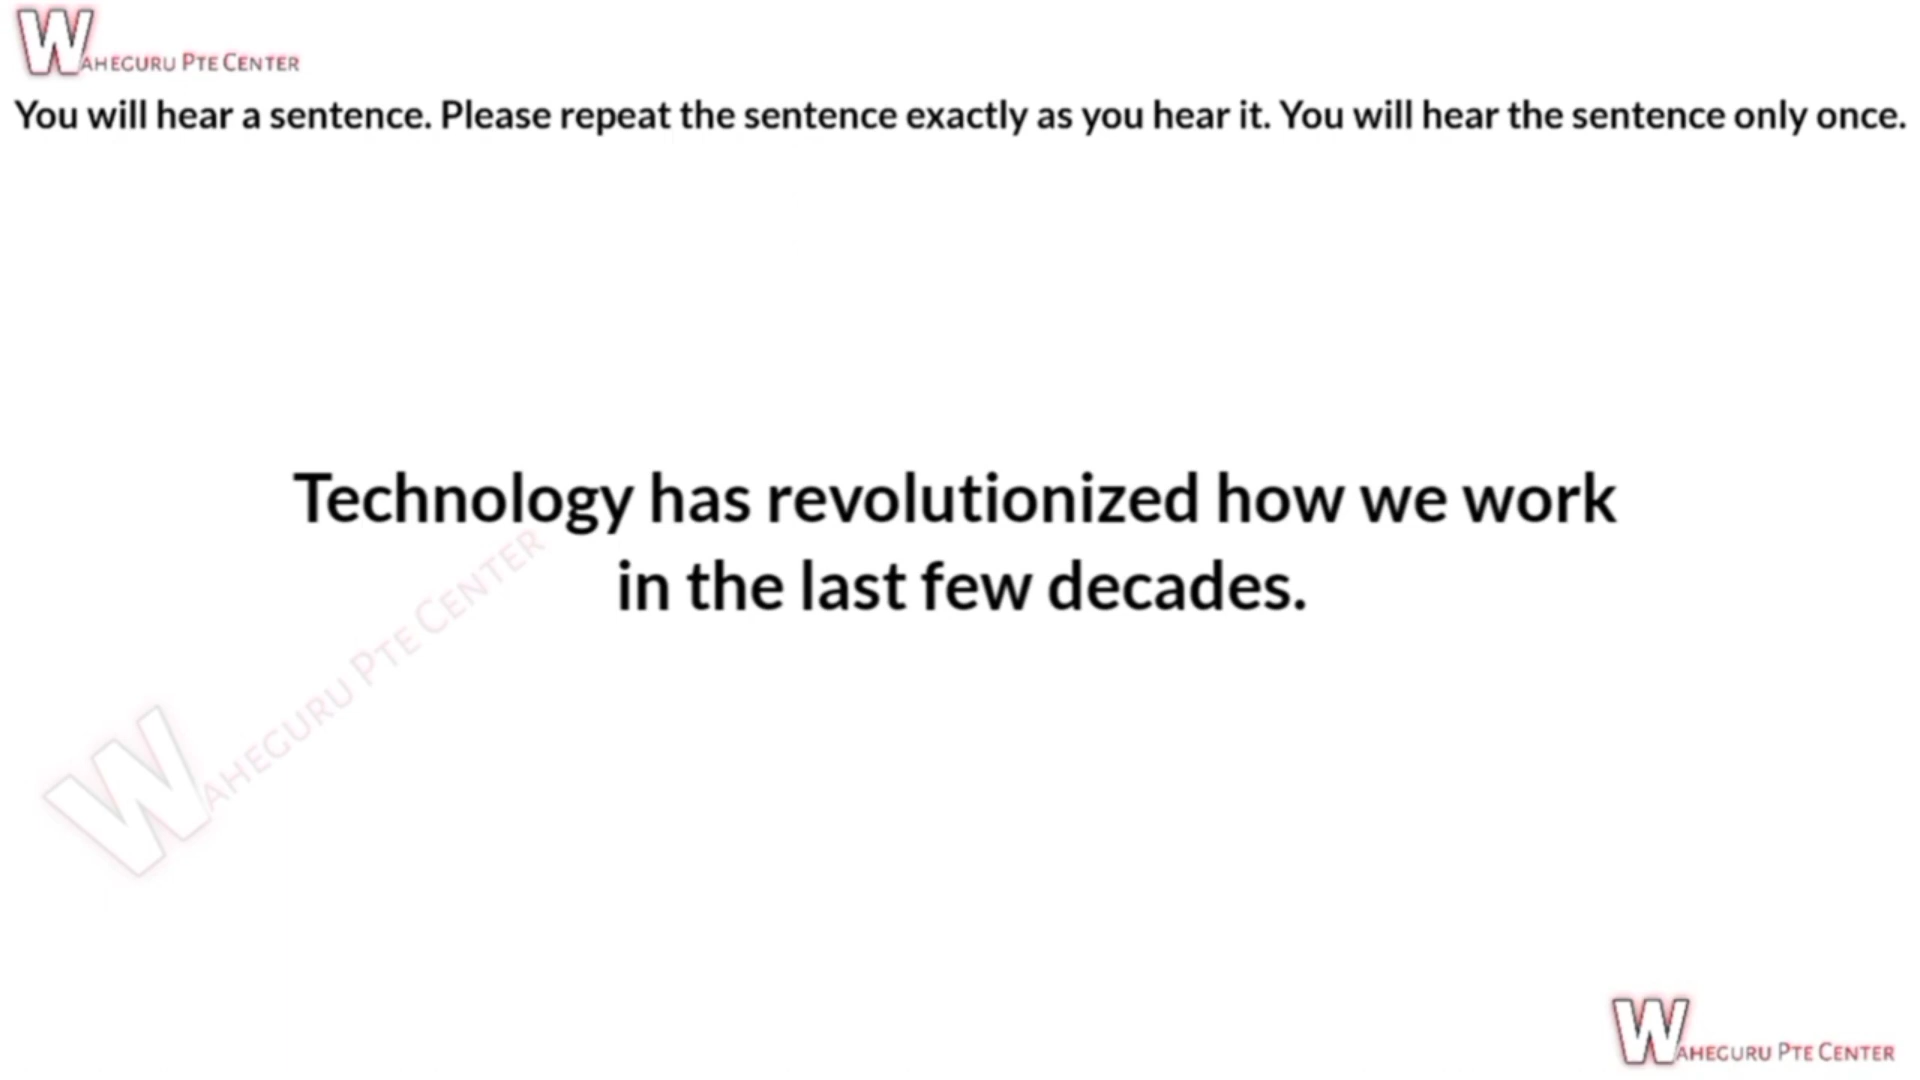 WAHEGURU PTE CENTER
You will hear a sentence. Please repeat the sentence exactly as you hear it. You will hear the sentence only once.
Technology has revolutionized how we work
in the last few decades.
WAHEGURU PTE CENTER
WAHEGURU PTE CENTER